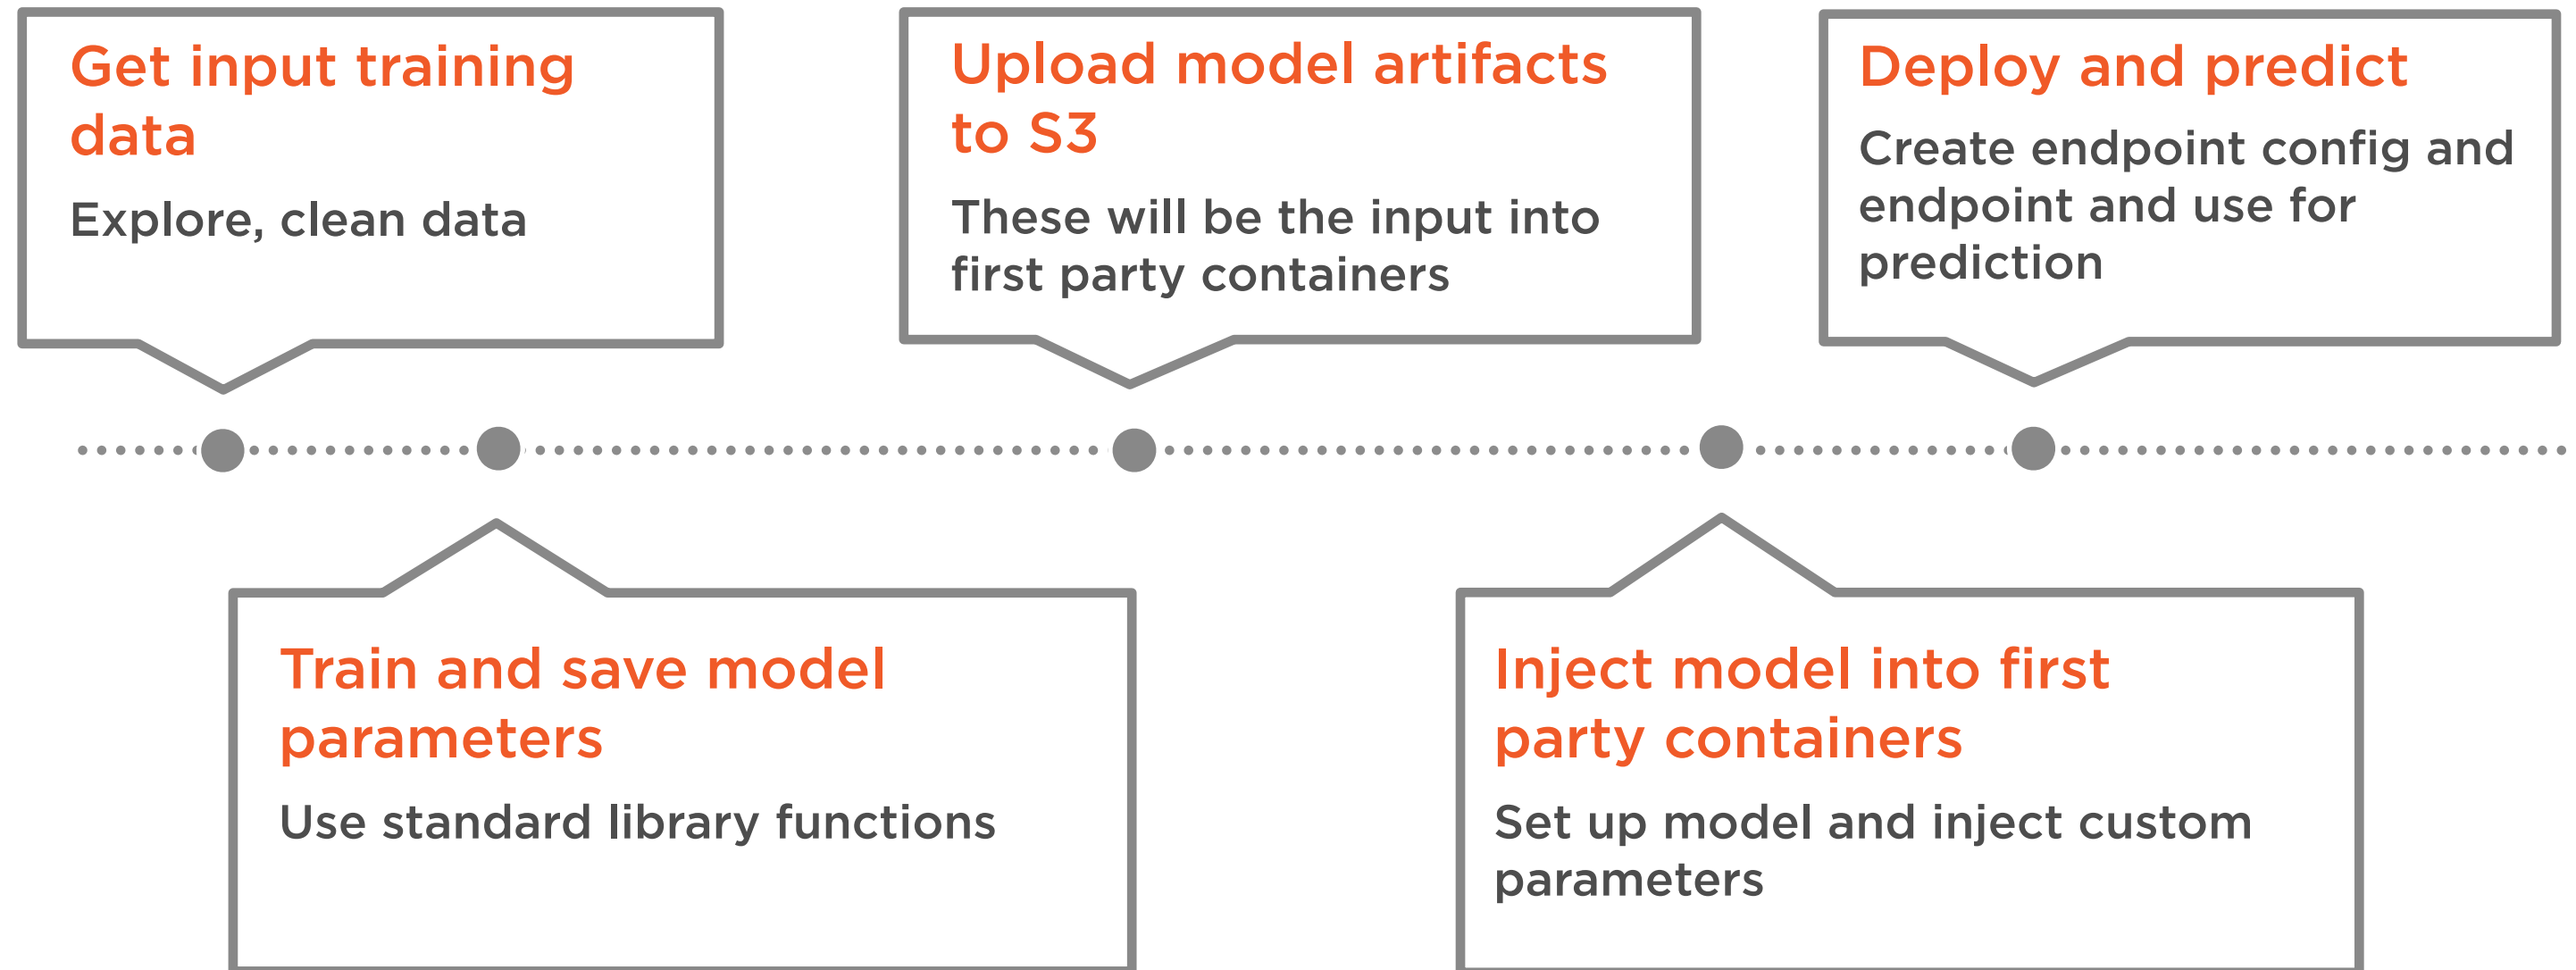 Get input training
data
Explore, clean data
Train and save model
parameters
Use standard library functions
Upload model artifacts
to S3
These will be the input into
first party containers
Inject model into first
party containers
Set up model and inject custom
parameters
Deploy and predict
Create endpoint config and
endpoint and use for
prediction